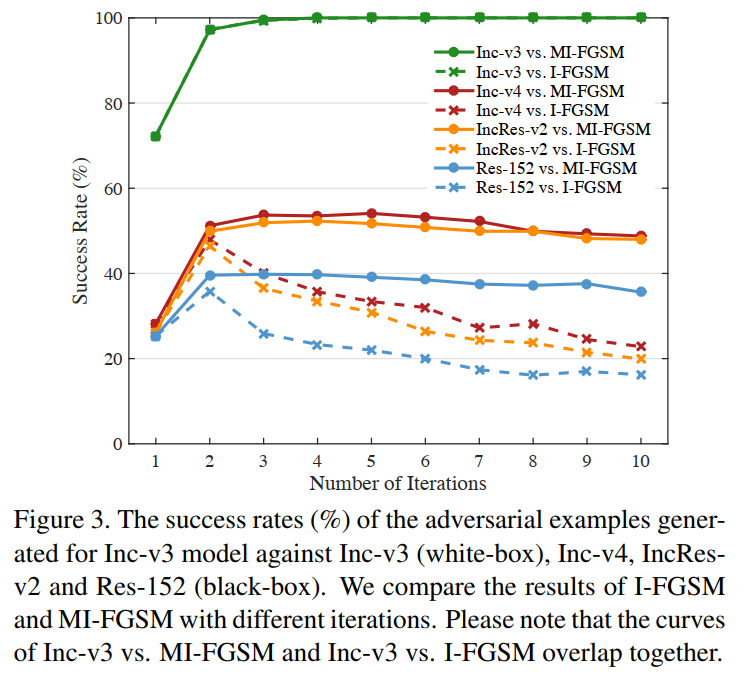 100
80
60
40
20
0
Success Rate (%)
Inc-v3 vs. MI-FGSM
Inc-v3 vs. I-FGSM
Inc-v4 vs. MI-FGSM
Inc-v4 vs. I-FGSM
IncRes-v2 vs. MI-FGSM
IncRes-v2 vs. I-FGSM
Res-152 vs. MI-FGSM
Res-152 vs. I-FGSM
1 2 3 4 5 6 7 8 9 10
Number of Iterations
Figure 3. The success rates (%) of the adversarial examples gener-
ated for Inc-v3 model against Inc-v3 (white-box), Inc-v4, IncRes-
v2 and Res-152 (black-box). We compare the results of I-FGSM
and MI-FGSM with different iterations. Please note that the curves
of Inc-v3 vs. MI-FGSM and Inc-v3 vs. I-FGSM overlap together.